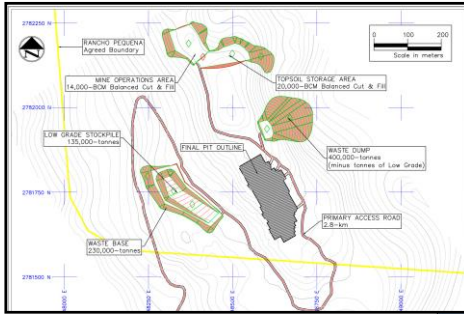 2782250 N
RANCHO PEQUENA
Agreed Boundary
0 100 200
Scale in meters
MINE OPERATIONS AREA
14,000-BCM Balanced Cut & Fill
TOPSOIL STORAGE AREA
20,000-BCM Balanced Cut & Fill
2782000 N
LOW GRADE STOCKPILE
135,000-tonnes
FINAL PIT OUTLINE
WASTE DUMP
400,000-tonnes
(minus tonnes of Low Grade)
2781750 N
PRIMARY ACCESS ROAD
2.8-km
WASTE BASE
230,000-tonnes
2781500 N